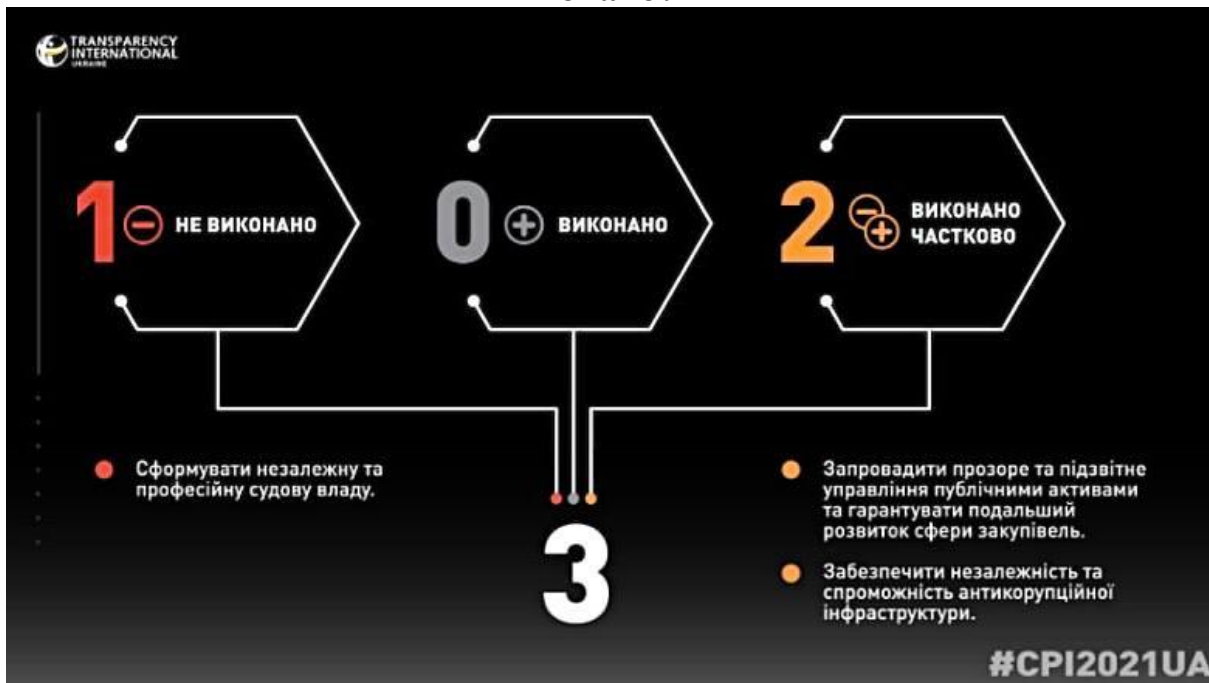 TRANSPARENCY
INTERNATIONAL
UKRAINE
1
НЕ ВИКОНАНО
0
ВИКОНАНО
2
ВИКОНАНО
ЧАСТКОВО
Сформувати незалежну та
професійну судову владу.
3
Запровадити прозоре та підзвітне
управління публічними активами
та гарантувати подальший
розвиток сфери закупівель.
Забезпечити незалежність та
спроможність антикорупційної
інфраструктури.
#CPI2021UA